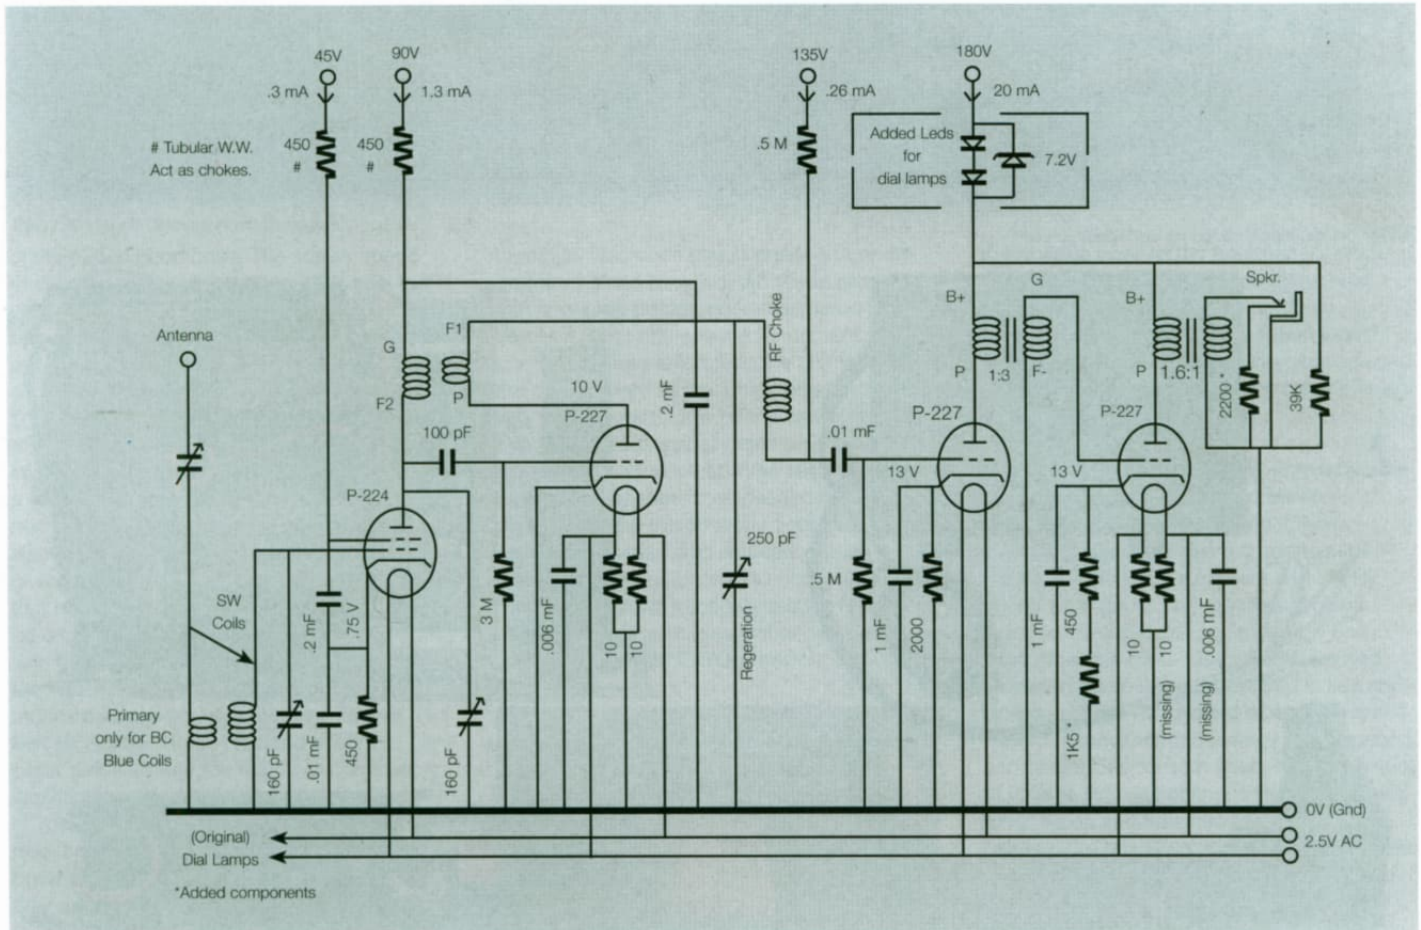 45V
90V
135V
180V
.3 mA
1.3 mA
.26 mA
20 mA
# Tubular W.W.
Act as chokes.
450
#
450
#
.5 M
Added Leds
for
dial lamps
7.2V
Antenna
G
F1
F2
P
10 V
P-227
100 pF
.2 mF
RF Choke
B+
G
P
1:3
F-
B+
P
1.6:1
Spkr.
2200 *
39K
P-227
P-227
.01 mF
13 V
13 V
P-224
SW
Coils
.2 mF
.75 V
3 M
.006 mF
10
10
250 pF
Regeration
.5 M
1 mF
2000
1 mF
450
1K5 *
10
10
(missing)
.006 mF
(missing)
Primary
only for BC
Blue Coils
160 pF
.01 mF
450
160 pF
0V (Gnd)
(Original)
Dial Lamps
2.5V AC
*Added components